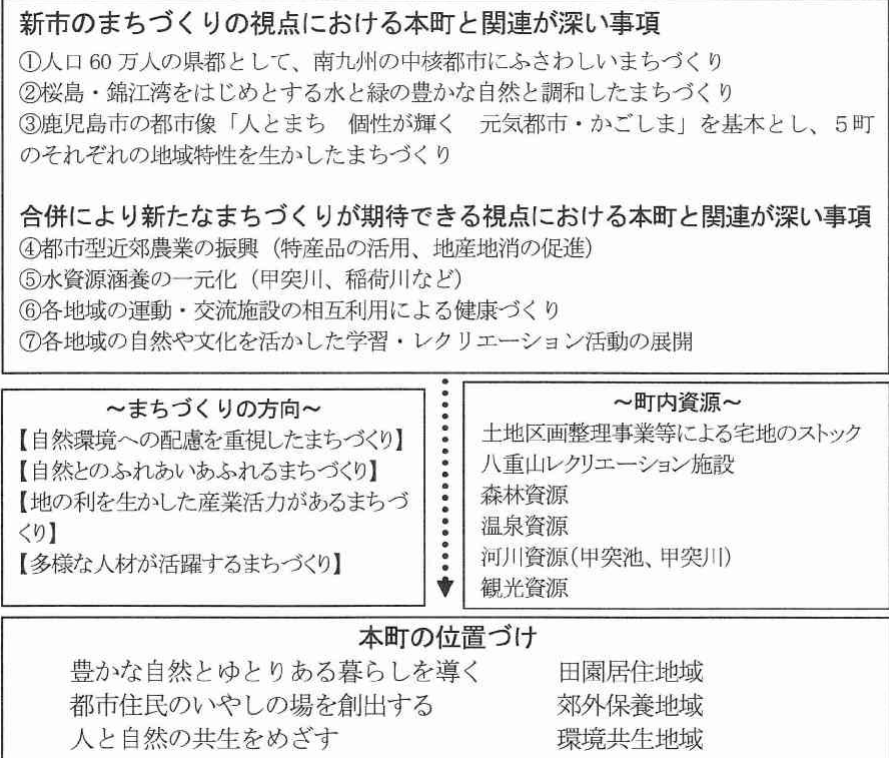 新市のまちづくりの視点における本町と関連が深い事項
①人口 60 万人の県都として、南九州の中核都市にふさわしいまちづくり
②桜島・錦江湾をはじめとする水と緑の豊かな自然と調和したまちづくり
③鹿児島市の都市像「人とまち　個性が輝く　元気都市・かごしま」を基本とし、５町
のそれぞれの地域特性を生かしたまちづくり
合併により新たなまちづくりが期待できる視点における本町と関連が深い事項
④都市型近郊農業の振興（特産品の活用、地産地消の促進）
⑤水資源涵養の一元化（甲突川、稲荷川など）
⑥各地域の運動・交流施設の相互利用による健康づくり
⑦各地域の自然や文化を活かした学習・レクリエーション活動の展開
～まちづくりの方向～
【自然環境への配慮を重視したまちづくり】
【自然とのふれあいあふれるまちづくり】
【地の利を生かした産業活力があるまちづ
くり】
【多様な人材が活躍するまちづくり】
～町内資源～
土地区画整理事業等による宅地のストック
八重山レクリエーション施設
森林資源
温泉資源
河川資源（甲突池、甲突川）
観光資源
本町の位置づけ
豊かな自然とゆとりある暮らしを導く　田園居住地域
都市住民のいやしの場を創出する　郊外保養地域
人と自然の共生をめざす　環境共生地域